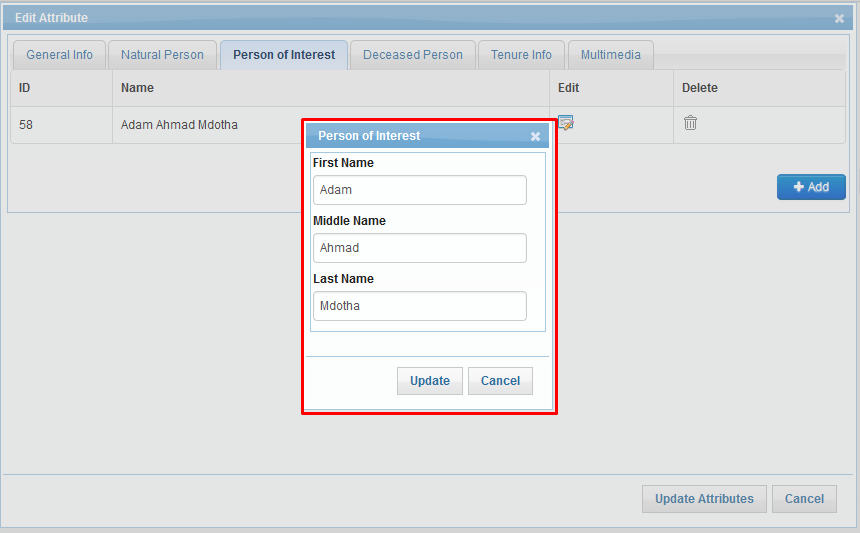 Edit Attribute
General Info Natural Person Person of Interest Deceased Person Tenure Info Multimedia
ID Name Edit Delete
58 Adam Ahmad Mdotha
Person of Interest
First Name
Adam
Middle Name
Ahmad
Last Name
Mdotha
Update Cancel
Add
Update Attributes Cancel